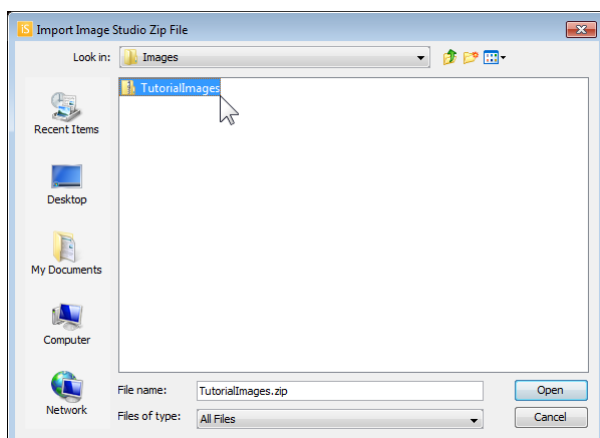 iS Import Image Studio Zip File
Look in: Images
TutorialImages
Recent Items
Desktop
My Documents
Computer
Network
File name: TutorialImages.zip Open
Files of type: All Files Cancel